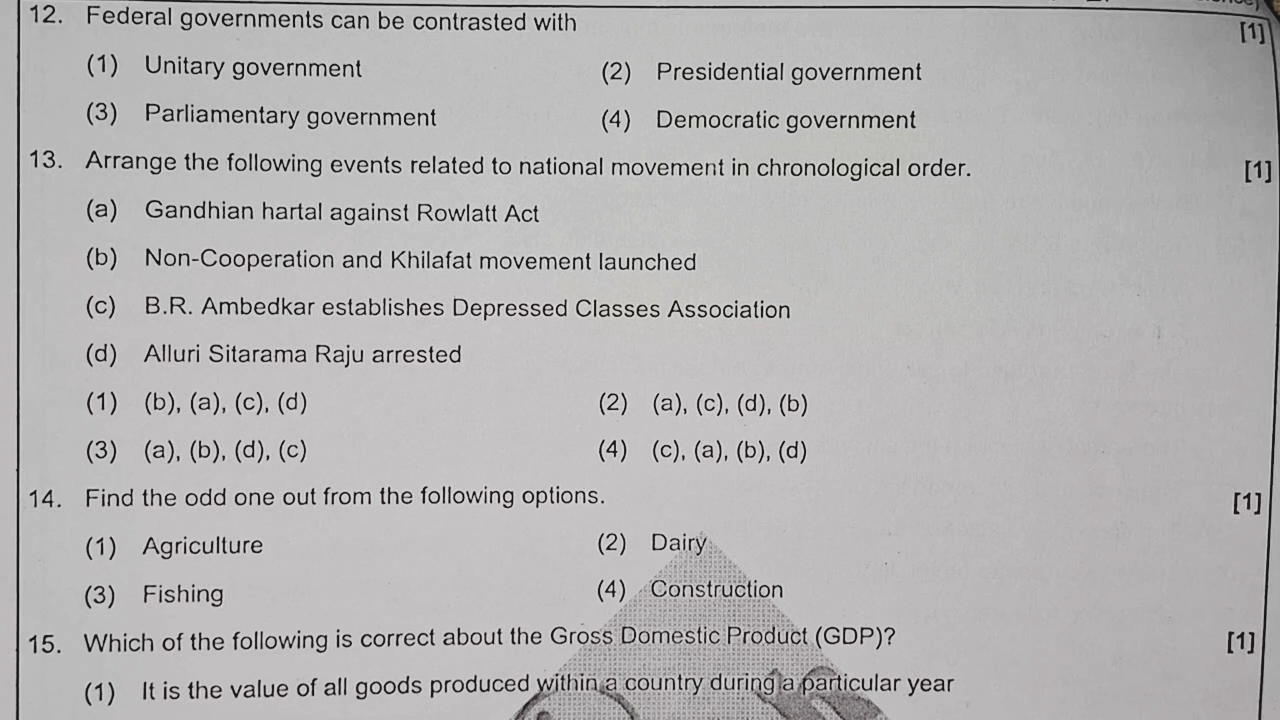 12. Federal governments can be contrasted with [1]
(1) Unitary government (2) Presidential government
(3) Parliamentary government (4) Democratic government
13. Arrange the following events related to national movement in chronological order. [1]
(a) Gandhian hartal against Rowlatt Act
(b) Non-Cooperation and Khilafat movement launched
(c) B.R. Ambedkar establishes Depressed Classes Association
(d) Alluri Sitarama Raju arrested
(1) (b), (a), (c), (d) (2) (a), (c), (d), (b)
(3) (a), (b), (d), (c) (4) (c), (a), (b), (d)
14. Find the odd one out from the following options. [1]
(1) Agriculture (2) Dairy
(3) Fishing (4) Construction
15. Which of the following is correct about the Gross Domestic Product (GDP)? [1]
(1) It is the value of all goods produced within a country during a particular year